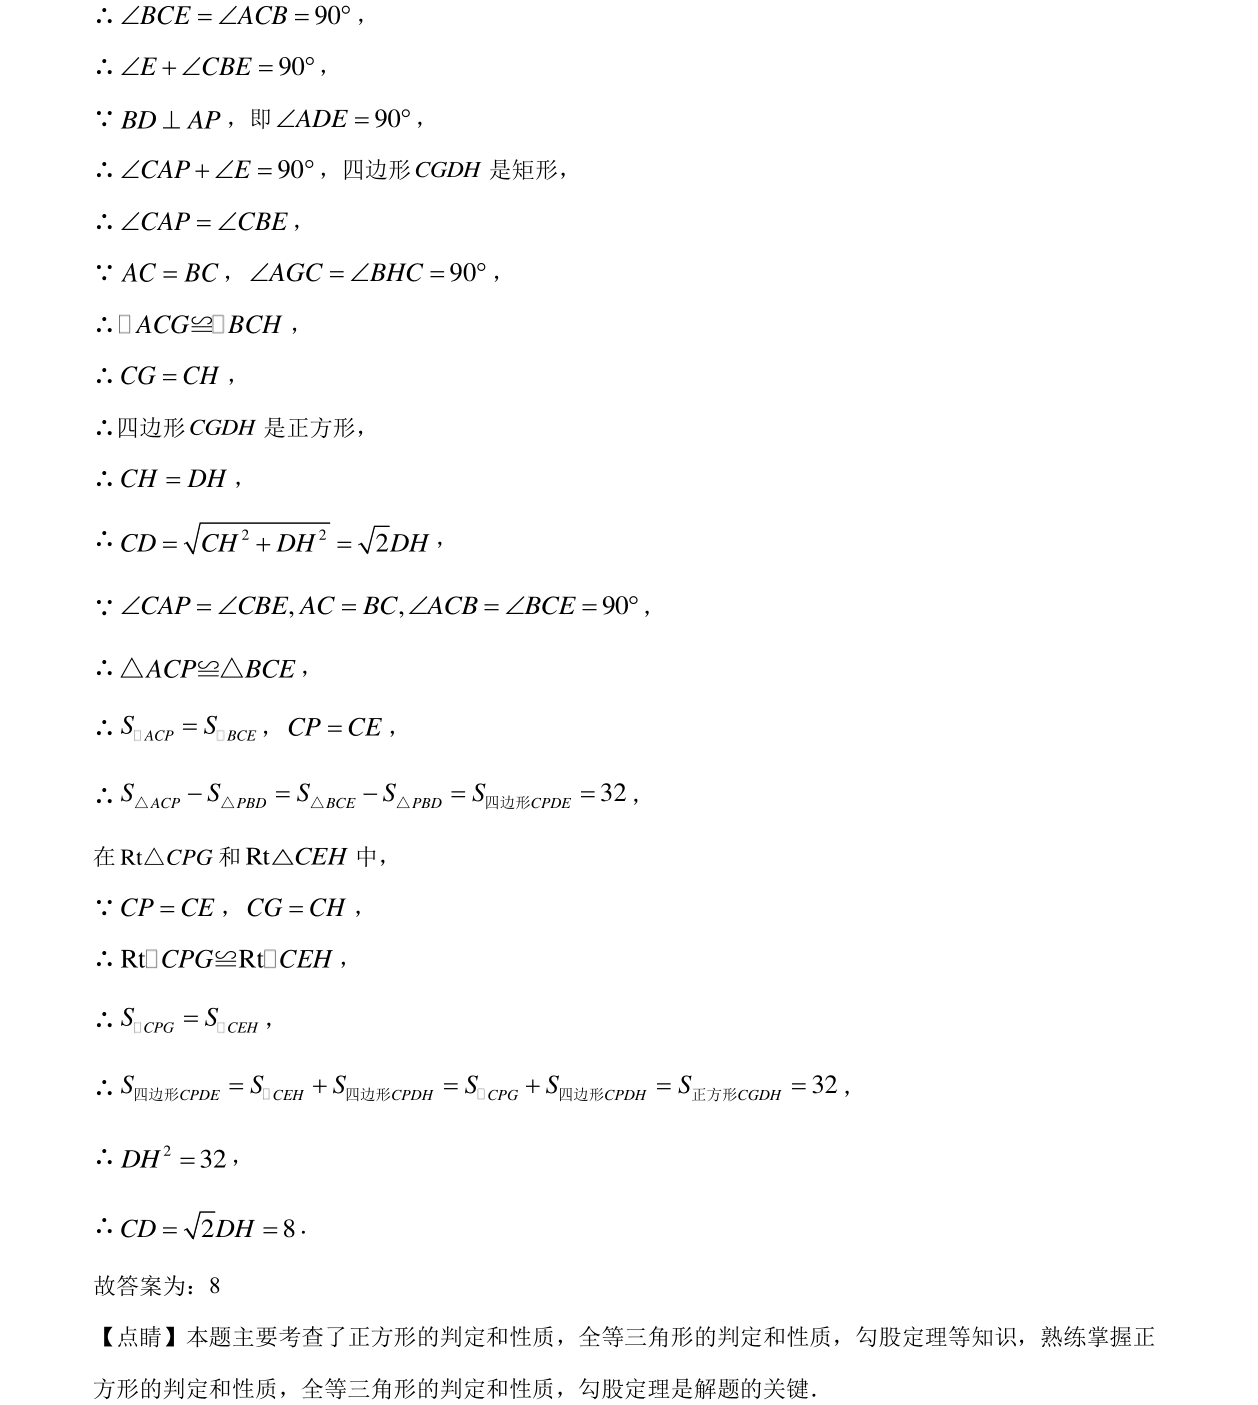 ∴ ∠BCE = ∠ACB = 90°，
∴ ∠E + ∠CBE = 90°，
∵ BD ⊥ AP，即∠ADE = 90°，
∴ ∠CAP + ∠E = 90°，四边形CGDH 是矩形，
∴ ∠CAP = ∠CBE，
∵ AC = BC，∠AGC = ∠BHC = 90°，
∴ □ ACG≌□ BCH，
∴ CG = CH，
∴四边形CGDH 是正方形，
∴ CH = DH，
∴ CD = √(CH² + DH²) = √2DH，
∵ ∠CAP = ∠CBE, AC = BC, ∠ACB = ∠BCE = 90°，
∴ △ACP≌△BCE，
∴ S□ACP = S□BCE，CP = CE，
∴ S△ACP − S△PBD = S△BCE − S△PBD = S四边形CPDE = 32，
在 Rt△CPG 和 Rt△CEH 中，
∵ CP = CE，CG = CH，
∴ Rt□ CPG≌Rt□ CEH，
∴ S□CPG = S□CEH，
∴ S四边形CPDE = S□CEH + S四边形CPDH = S□CPG + S四边形CPDH = S正方形CGDH = 32，
∴ DH² = 32，
∴ CD = √2DH = 8．
故答案为：8
【点睛】本题主要考查了正方形的判定和性质，全等三角形的判定和性质，勾股定理等知识，熟练掌握正
方形的判定和性质，全等三角形的判定和性质，勾股定理是解题的关键．